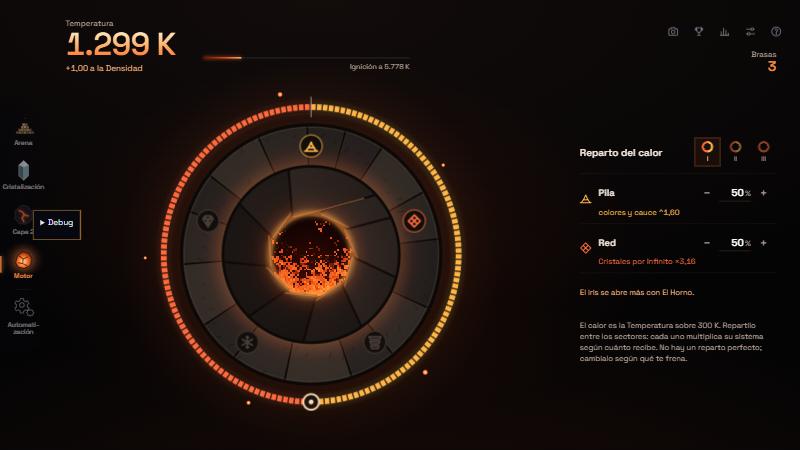 Temperatura
1.299 K
+1,00 a la Densidad
Ignición a 5.778 K
Brasas
3
Arena
Cristalización
Debug
Motor
Automati-
zación
Reparto del calor
I
II
III
Pila
− 50% +
colores y cauce ^1,60
Red
− 50% +
Cristales por Infinito ×3,16
El Iris se abre más con El Horno.
El calor es la Temperatura sobre 300 K. Repartilo
entre los sectores: cada uno multiplica su sistema
según cuánto recibe. No hay un reparto perfecto;
cambialo según qué te frena.